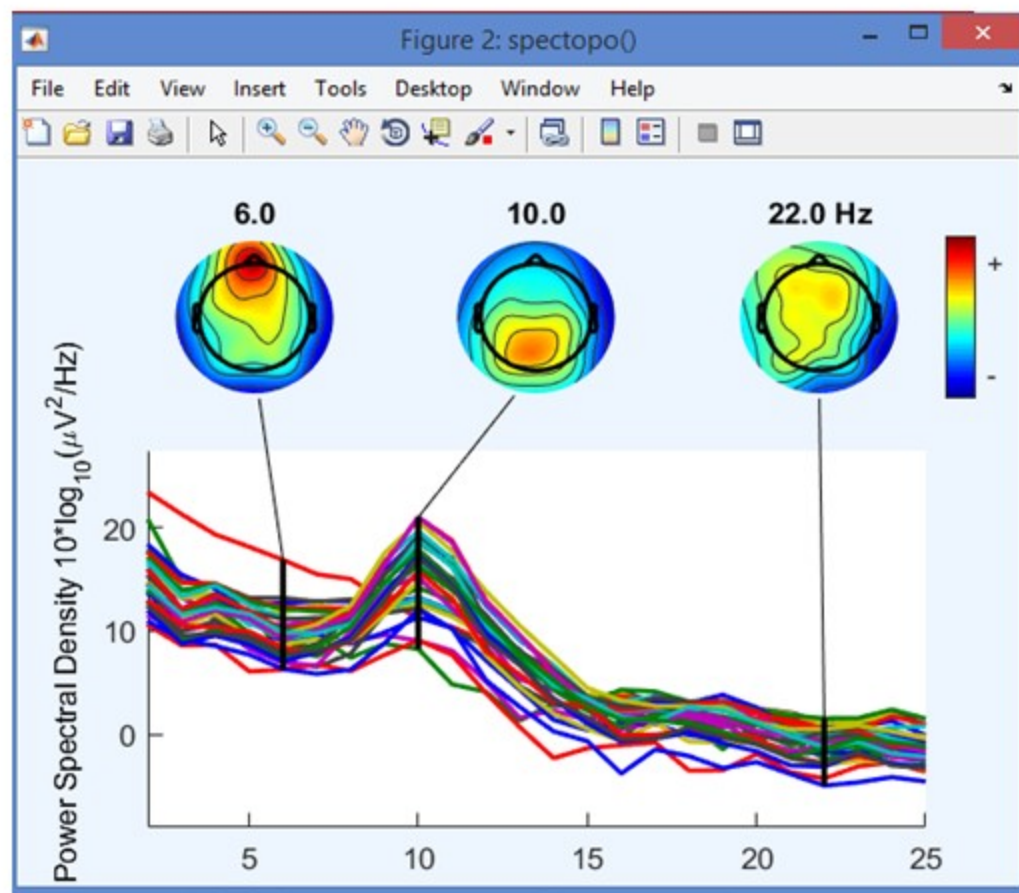 Figure 2: spectopo()
File Edit View Insert Tools Desktop Window Help
6.0 10.0 22.0 Hz
+
-
Power Spectral Density 10*log₁₀(μV²/Hz)
20
10
0
5 10 15 20 25